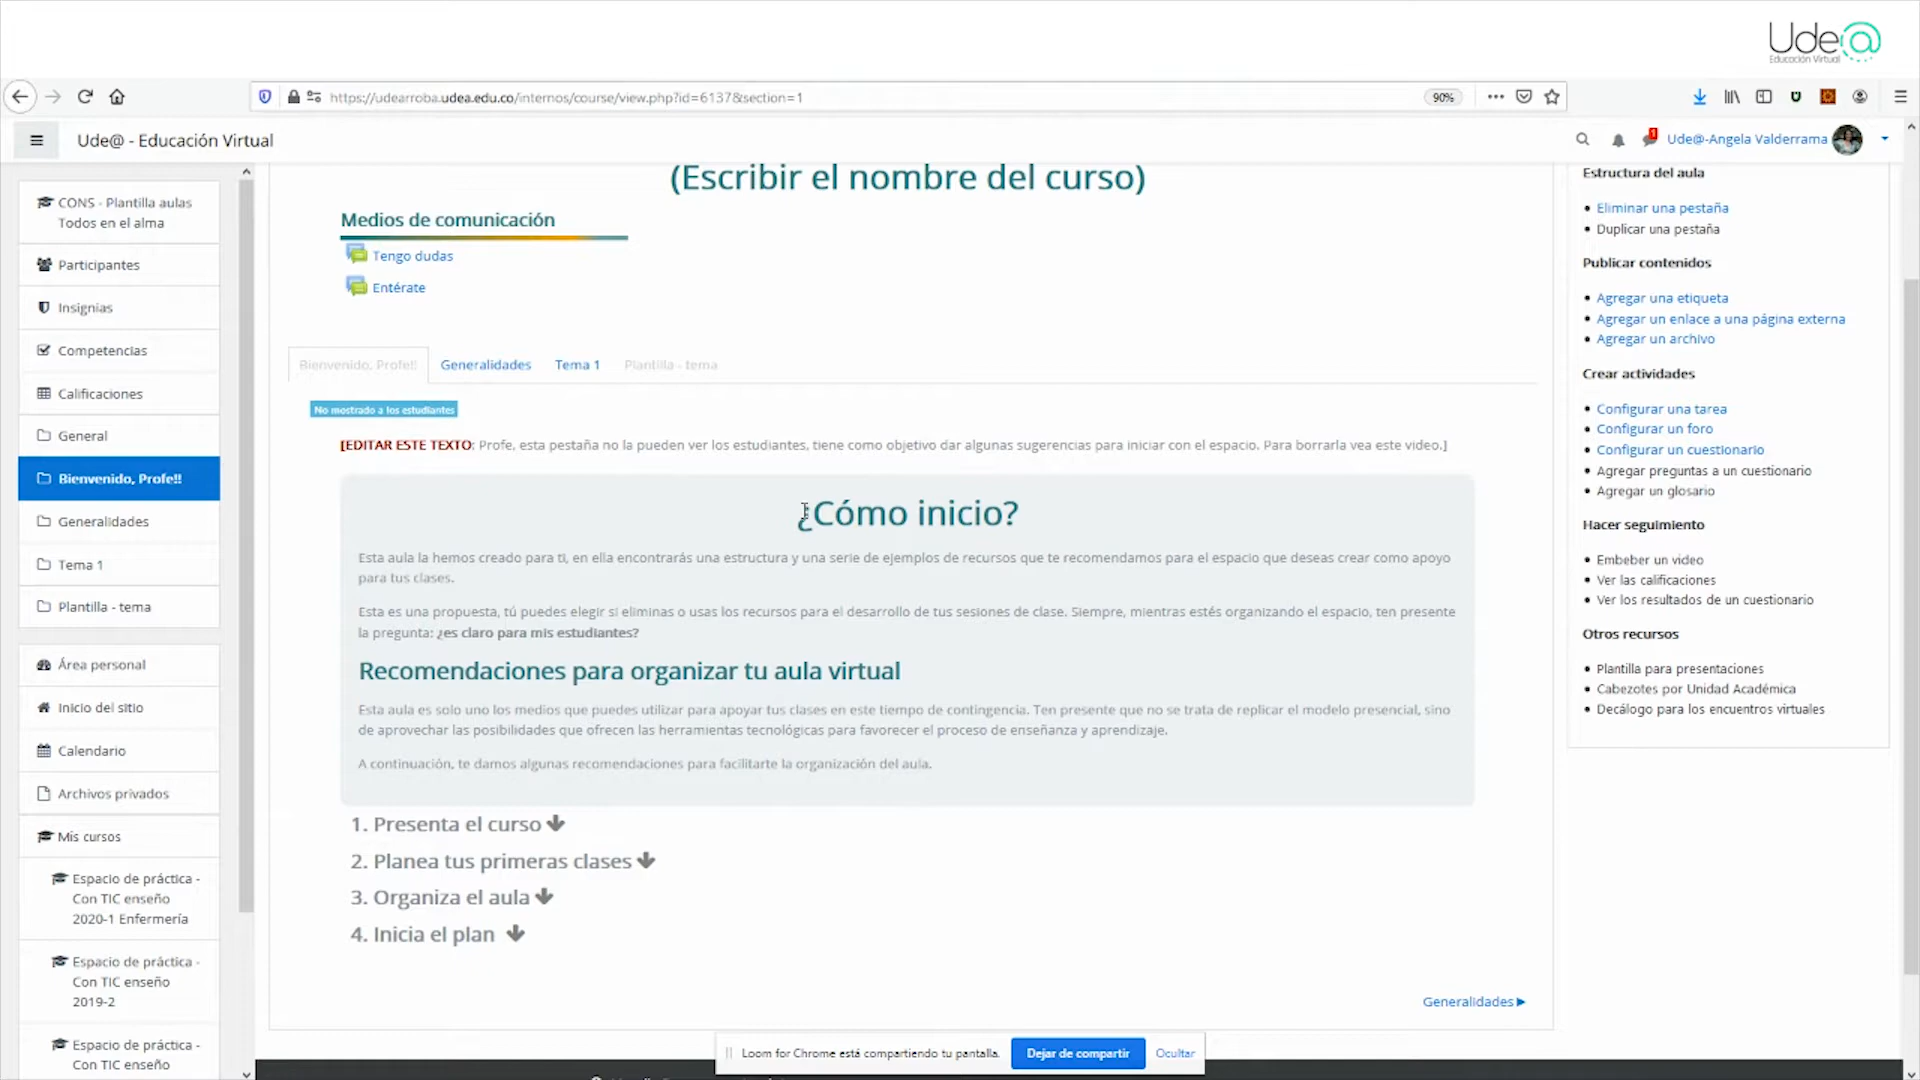 Ude@
Educación Virtual
https://udearroba.udea.edu.co/internos/course/view.php?id=6137&section=1
90%
Ude@ - Educación Virtual
1
Ude@-Angela Valderrama
CONS - Plantilla aulas
Todos en el alma
Participantes
Insignias
Competencias
Calificaciones
General
Bienvenido, Profe!!
Generalidades
Tema 1
Plantilla - tema
Área personal
Inicio del sitio
Calendario
Archivos privados
Mis cursos
Espacio de práctica -
Con TIC enseño
2020-1 Enfermería
Espacio de práctica -
Con TIC enseño
2019-2
Espacio de práctica -
Con TIC enseño
(Escribir el nombre del curso)
Medios de comunicación
Tengo dudas
Entérate
Bienvenido, Profe!!
Generalidades
Tema 1
Plantilla - tema
No mostrado a los estudiantes
[EDITAR ESTE TEXTO: Profe, esta pestaña no la pueden ver los estudiantes, tiene como objetivo dar algunas sugerencias para iniciar con el espacio. Para borrarla vea este video.]
¿Cómo inicio?
Esta aula la hemos creado para ti, en ella encontrarás una estructura y una serie de ejemplos de recursos que te recomendamos para el espacio que deseas crear como apoyo
para tus clases.
Esta es una propuesta, tú puedes elegir si eliminas o usas los recursos para el desarrollo de tus sesiones de clase. Siempre, mientras estés organizando el espacio, ten presente
la pregunta: ¿es claro para mis estudiantes?
Recomendaciones para organizar tu aula virtual
Esta aula es solo uno los medios que puedes utilizar para apoyar tus clases en este tiempo de contingencia. Ten presente que no se trata de replicar el modelo presencial, sino
de aprovechar las posibilidades que ofrecen las herramientas tecnológicas para favorecer el proceso de enseñanza y aprendizaje.
A continuación, te damos algunas recomendaciones para facilitarte la organización del aula.
1. Presenta el curso
2. Planea tus primeras clases
3. Organiza el aula
4. Inicia el plan
Generalidades
Estructura del aula
Eliminar una pestaña
Duplicar una pestaña
Publicar contenidos
Agregar una etiqueta
Agregar un enlace a una página externa
Agregar un archivo
Crear actividades
Configurar una tarea
Configurar un foro
Configurar un cuestionario
Agregar preguntas a un cuestionario
Agregar un glosario
Hacer seguimiento
Embeber un video
Ver las calificaciones
Ver los resultados de un cuestionario
Otros recursos
Plantilla para presentaciones
Cabezotes por Unidad Académica
Decálogo para los encuentros virtuales
Loom for Chrome está compartiendo tu pantalla.
Dejar de compartir
Ocultar